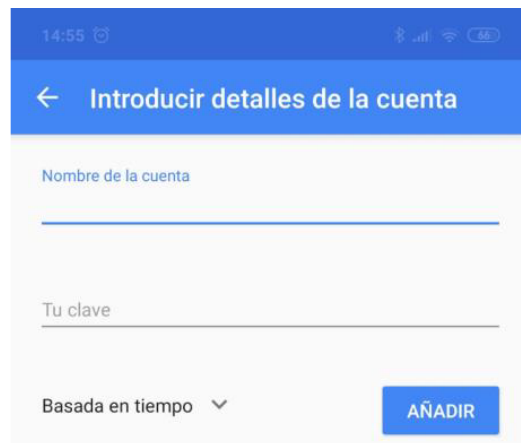 14:55
66
Introducir detalles de la cuenta
Nombre de la cuenta
Tu clave
Basada en tiempo
AÑADIR